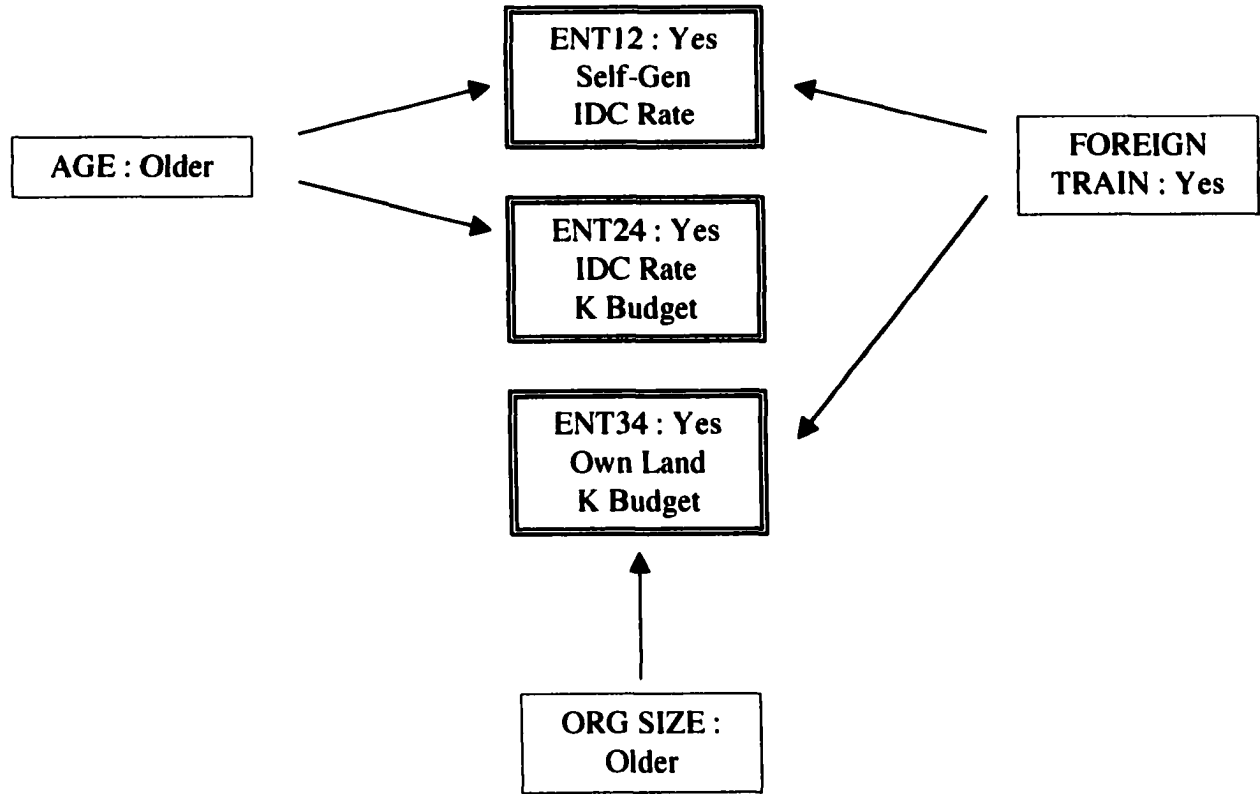 ENT12 : Yes
Self-Gen
IDC Rate
AGE : Older
FOREIGN
TRAIN : Yes
ENT24 : Yes
IDC Rate
K Budget
ENT34 : Yes
Own Land
K Budget
ORG SIZE :
Older